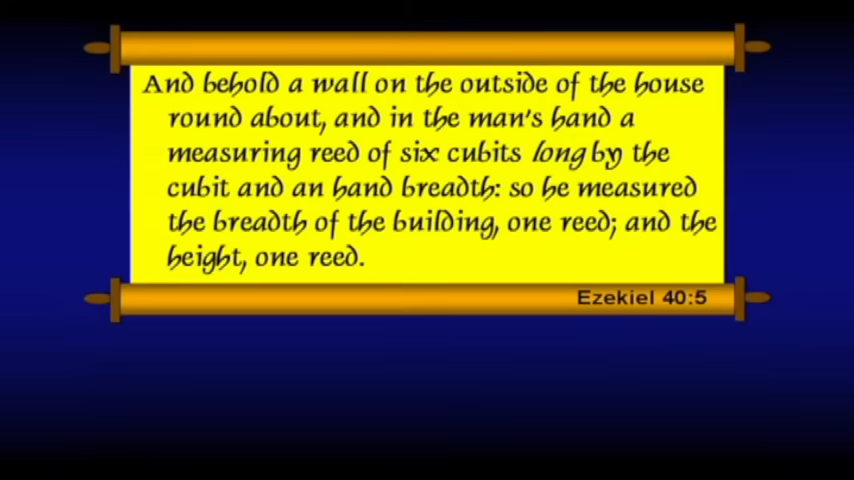 And behold a wall on the outside of the house
round about, and in the man's hand a
measuring reed of six cubits long by the
cubit and an hand breadth: so he measured
the breadth of the building, one reed; and the
height, one reed.
Ezekiel 40:5